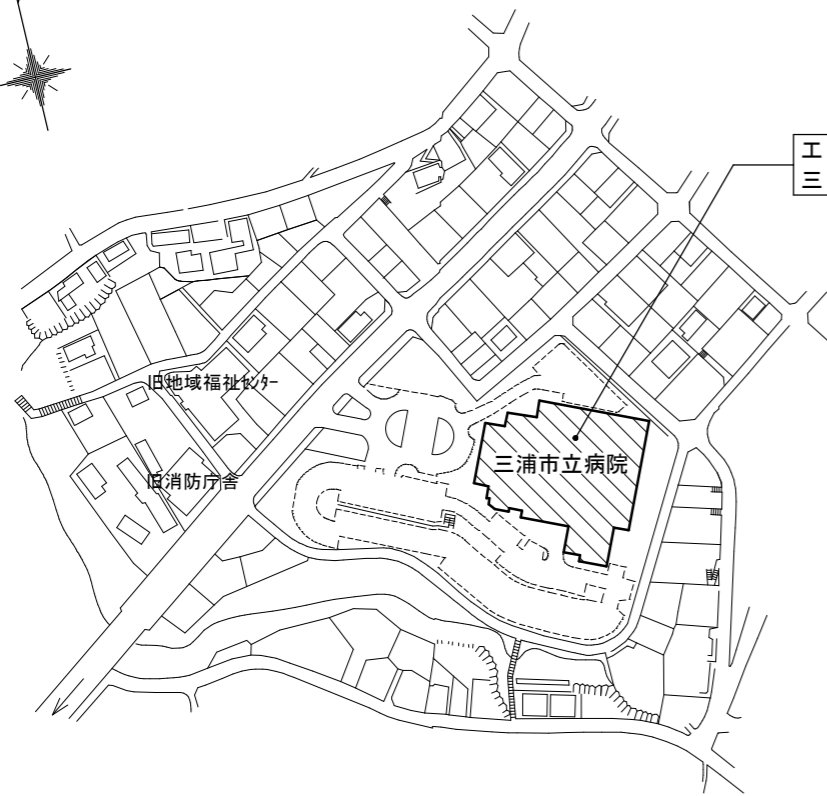 工
三
旧地域福祉センター
三浦市立病院
旧消防庁舎